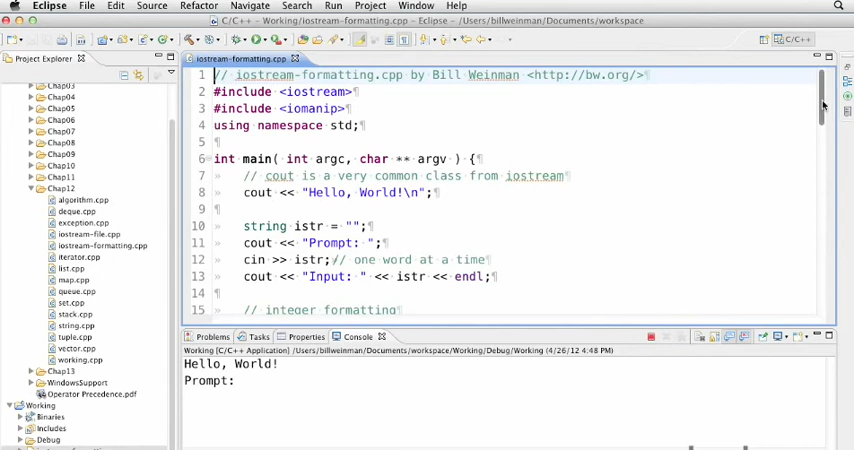 Eclipse File Edit Source Refactor Navigate Search Run Project Window Help
C/C++ – Working/iostream-formatting.cpp – Eclipse – /Users/billweinman/Documents/workspace
C/C++
Project Explorer
iostream-formatting.cpp
Chap03
Chap04
Chap05
Chap06
Chap07
Chap08
Chap09
Chap10
Chap11
Chap12
algorithm.cpp
deque.cpp
exception.cpp
iostream-file.cpp
iostream-formatting.cpp
iterator.cpp
list.cpp
map.cpp
queue.cpp
set.cpp
stack.cpp
string.cpp
tuple.cpp
vector.cpp
working.cpp
Chap13
WindowsSupport
Operator Precedence.pdf
Working
Binaries
Includes
Debug
1 // iostream-formatting.cpp by Bill Weinman <http://bw.org/>¶
2 #include <iostream>¶
3 #include <iomanip>¶
4 using namespace std;¶
5 ¶
6 int main( int argc, char ** argv ) {¶
7 » // cout is a very common class from iostream¶
8 » cout << "Hello, World!\n";¶
9 » ¶
10 » string istr = "";¶
11 » cout << "Prompt: ";¶
12 » cin >> istr; // one word at a time¶
13 » cout << "Input: " << istr << endl;¶
14 » ¶
15 » // integer formatting¶
Problems Tasks Properties Console
Working [C/C++ Application] /Users/billweinman/Documents/workspace/Working/Debug/Working (4/26/12 4:48 PM)
Hello, World!
Prompt: